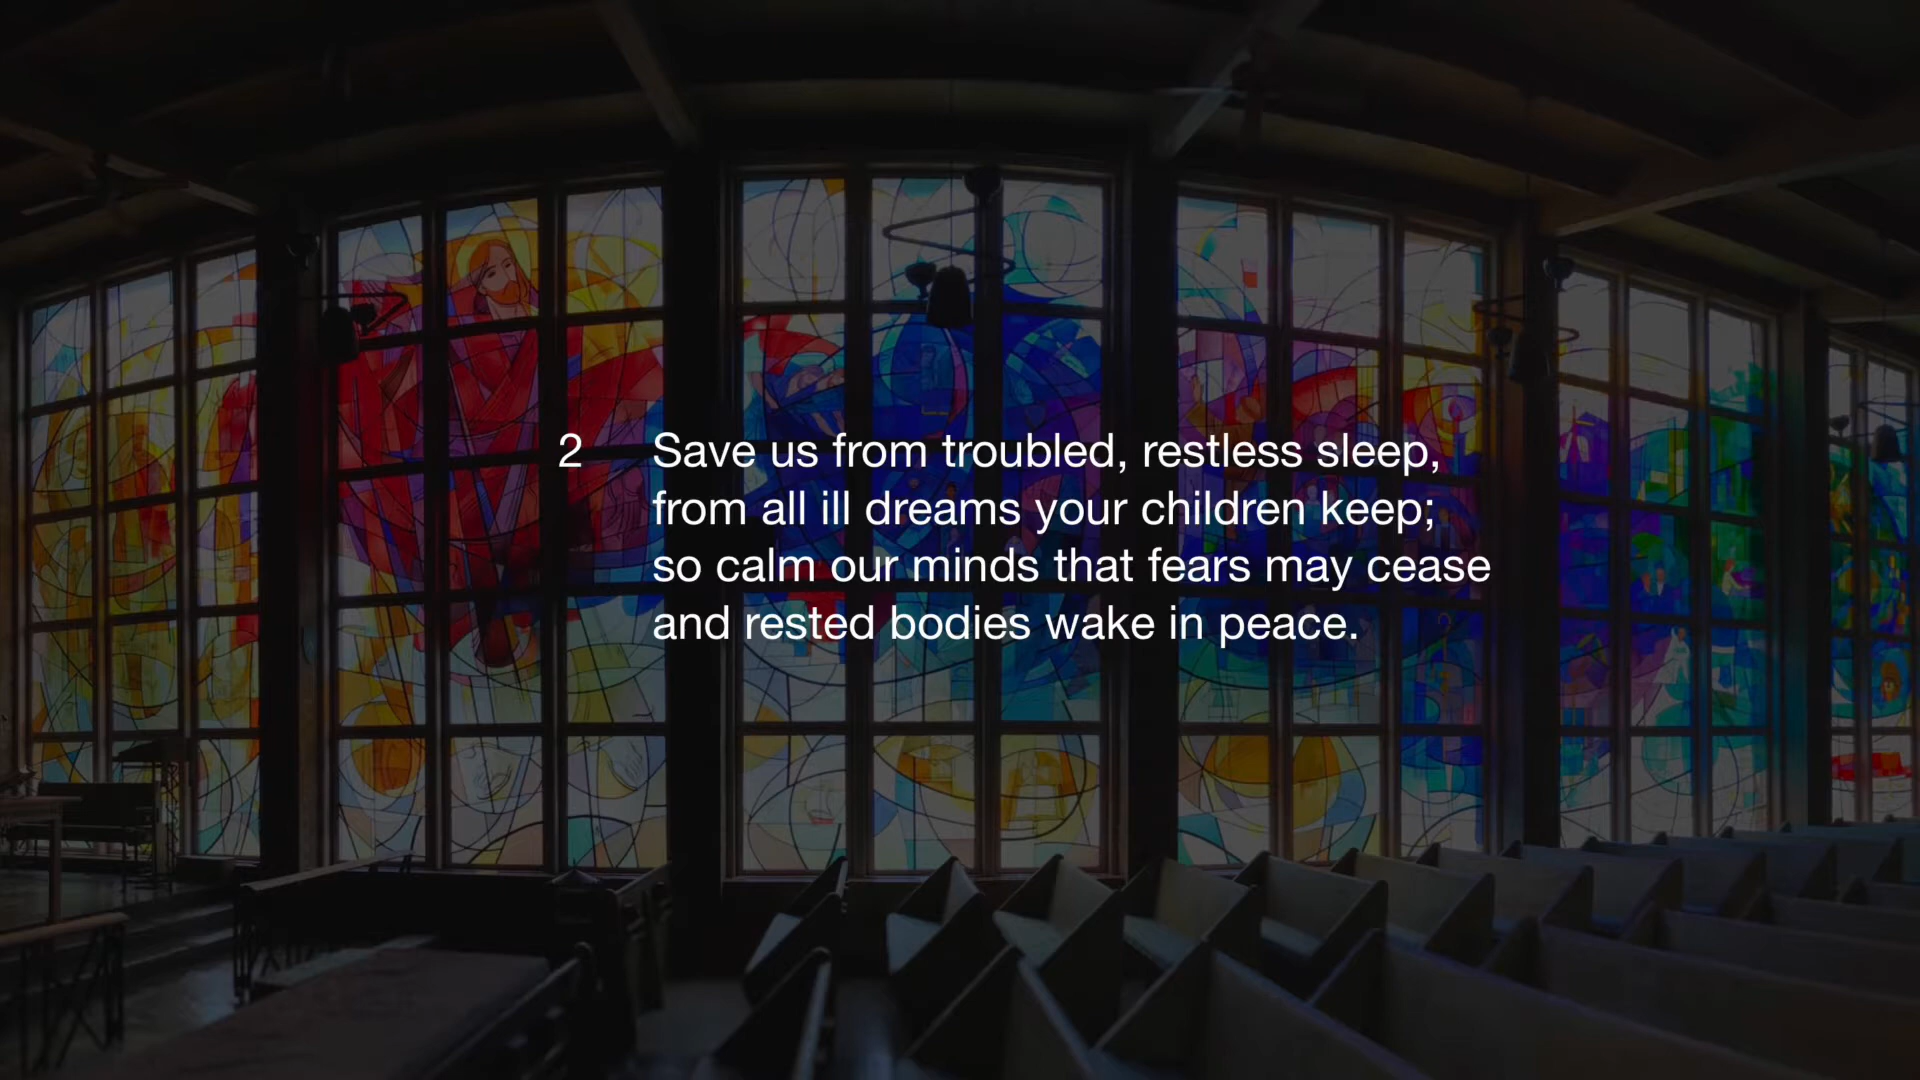 2 Save us from troubled, restless sleep,
from all ill dreams your children keep;
so calm our minds that fears may cease
and rested bodies wake in peace.